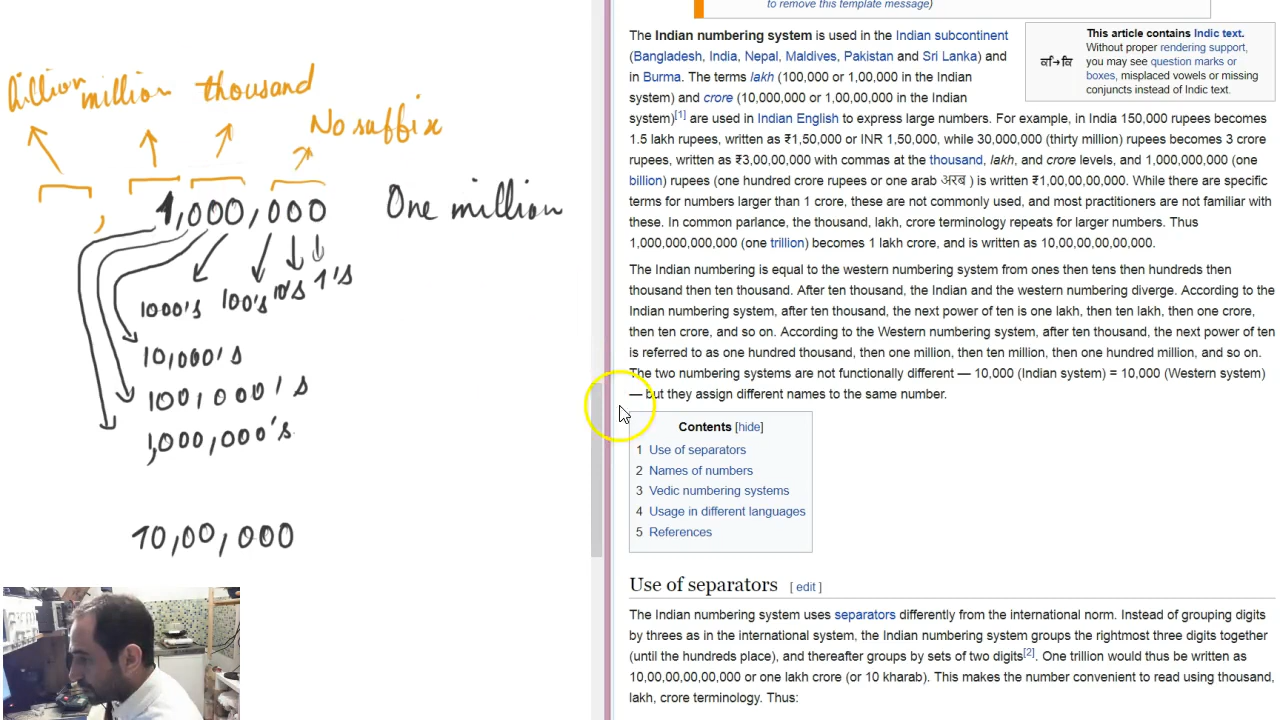 billion million thousand
No suffix
1,000,000
One million
1000's 100's 10's 1's
10,000's
100,000's
1,000,000's
10,00,000
to remove this template message)
The Indian numbering system is used in the Indian subcontinent
(Bangladesh, India, Nepal, Maldives, Pakistan and Sri Lanka) and
in Burma. The terms lakh (100,000 or 1,00,000 in the Indian
system) and crore (10,000,000 or 1,00,00,000 in the Indian
system)[1] are used in Indian English to express large numbers. For example, in India 150,000 rupees becomes
1.5 lakh rupees, written as ₹1,50,000 or INR 1,50,000, while 30,000,000 (thirty million) rupees becomes 3 crore
rupees, written as ₹3,00,00,000 with commas at the thousand, lakh, and crore levels, and 1,000,000,000 (one
billion) rupees (one hundred crore rupees or one arab अरब ) is written ₹1,00,00,00,000. While there are specific
terms for numbers larger than 1 crore, these are not commonly used, and most practitioners are not familiar with
these. In common parlance, the thousand, lakh, crore terminology repeats for larger numbers. Thus
1,000,000,000,000 (one trillion) becomes 1 lakh crore, and is written as 10,00,00,00,00,000.
This article contains Indic text.
Without proper rendering support,
you may see question marks or
boxes, misplaced vowels or missing
conjuncts instead of Indic text.
The Indian numbering is equal to the western numbering system from ones then tens then hundreds then
thousand then ten thousand. After ten thousand, the Indian and the western numbering diverge. According to the
Indian numbering system, after ten thousand, the next power of ten is one lakh, then ten lakh, then one crore,
then ten crore, and so on. According to the Western numbering system, after ten thousand, the next power of ten
is referred to as one hundred thousand, then one million, then ten million, then one hundred million, and so on.
The two numbering systems are not functionally different — 10,000 (Indian system) = 10,000 (Western system)
— but they assign different names to the same number.
Contents [hide]
1 Use of separators
2 Names of numbers
3 Vedic numbering systems
4 Usage in different languages
5 References
Use of separators [ edit ]
The Indian numbering system uses separators differently from the international norm. Instead of grouping digits
by threes as in the international system, the Indian numbering system groups the rightmost three digits together
(until the hundreds place), and thereafter groups by sets of two digits[2]. One trillion would thus be written as
10,00,00,00,00,000 or one lakh crore (or 10 kharab). This makes the number convenient to read using thousand,
lakh, crore terminology. Thus: